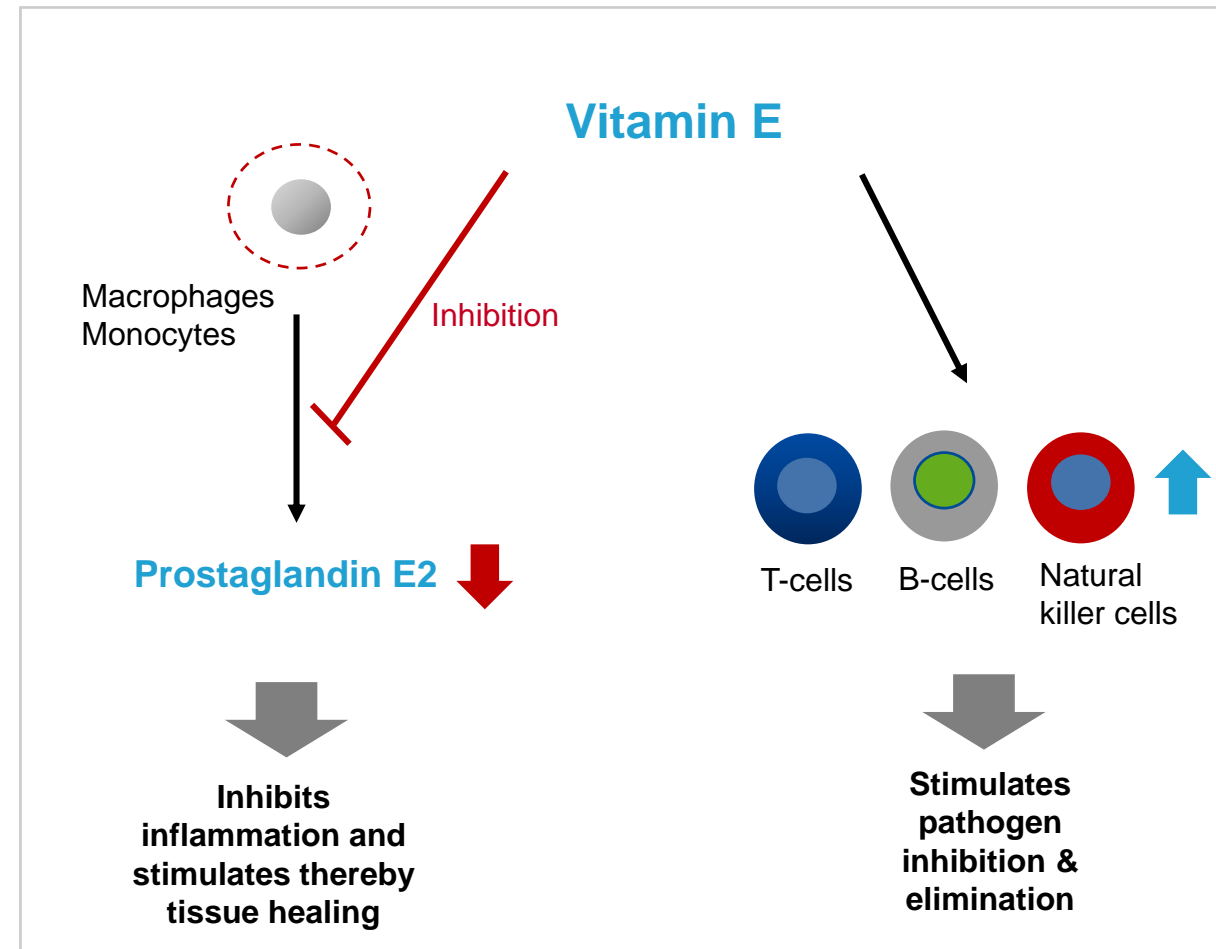 Vitamin E
Macrophages
Monocytes
Inhibition
Prostaglandin E2
T-cells
B-cells
Natural
killer cells
Inhibits
inflammation and
stimulates thereby
tissue healing
Stimulates
pathogen
inhibition &
elimination